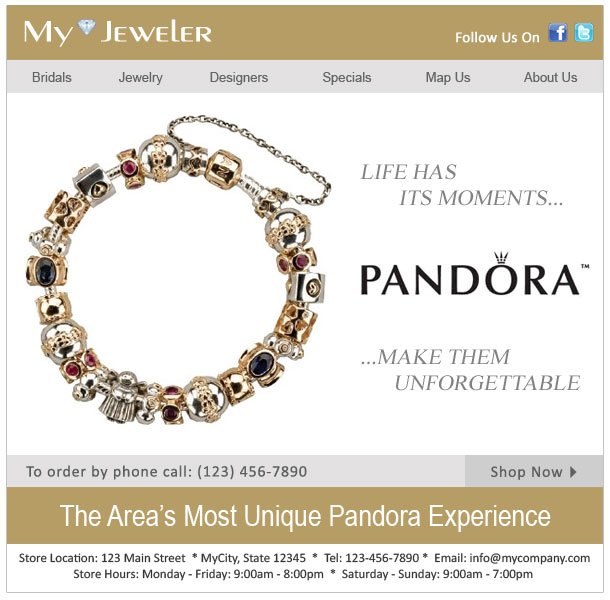 My Jeweler
Follow Us On
Bridals Jewelry Designers Specials Map Us About Us
LIFE HAS
ITS MOMENTS...
PANDORA™
...MAKE THEM
UNFORGETTABLE
To order by phone call: (123) 456-7890
Shop Now
The Area's Most Unique Pandora Experience
Store Location: 123 Main Street * MyCity, State 12345 * Tel: 123-456-7890 * Email: info@mycompany.com
Store Hours: Monday - Friday: 9:00am - 8:00pm * Saturday - Sunday: 9:00am - 7:00pm